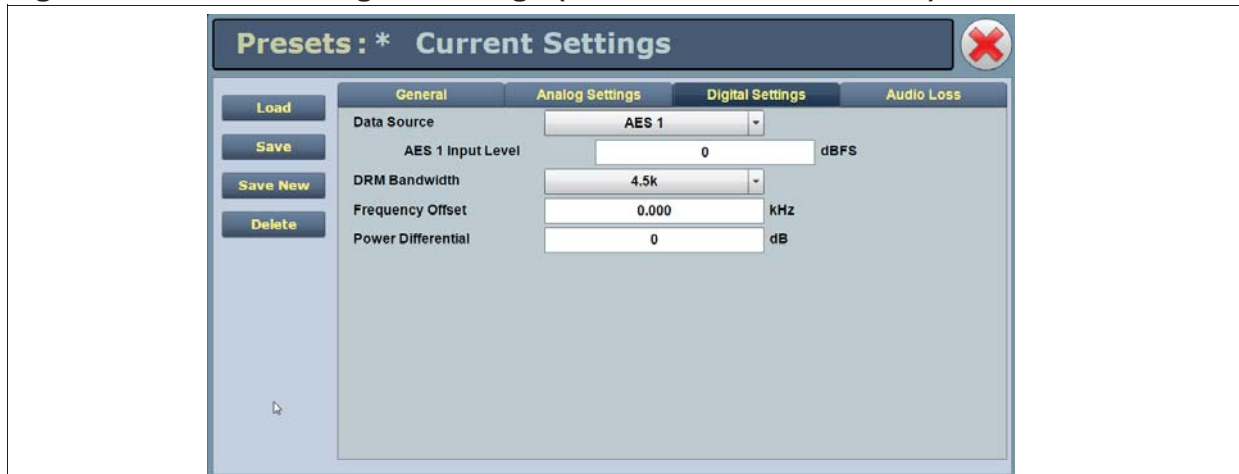 Presets: * Current Settings
General Analog Settings Digital Settings Audio Loss
Load
Save
Save New
Delete
Data Source AES 1
AES 1 Input Level 0 dBFS
DRM Bandwidth 4.5k
Frequency Offset 0.000 kHz
Power Differential 0 dB